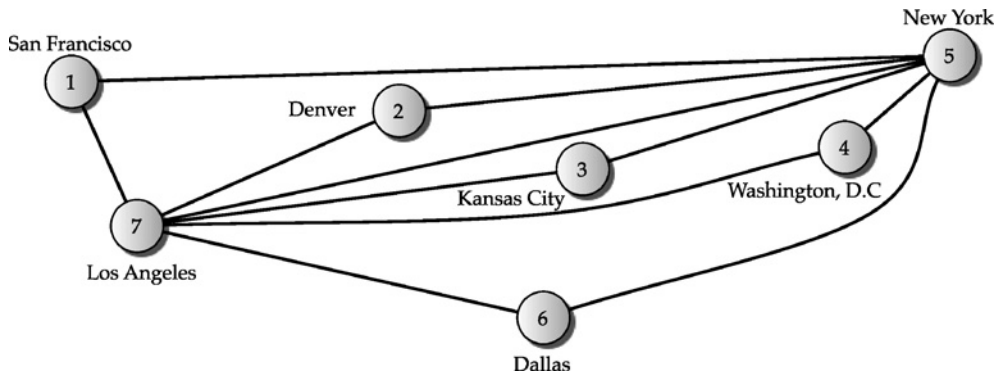 New York
San Francisco
5
1
Denver
2
4
3
Kansas City
Washington, D.C
7
Los Angeles
6
Dallas